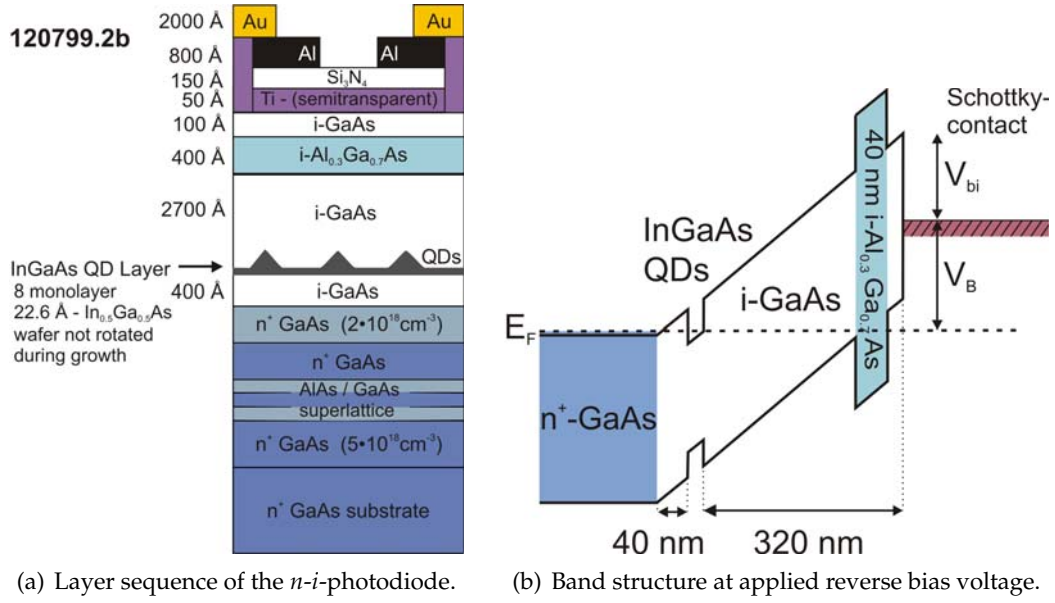 120799.2b
2000 Å
Au
Au
800 Å
Al
Al
150 Å
Si₃N₄
50 Å
Ti - (semitransparent)
100 Å
i-GaAs
400 Å
i-Al₀.₃Ga₀.₇As
2700 Å
i-GaAs
QDs
InGaAs QD Layer
8 monolayer
22.6 Å - In₀.₅Ga₀.₅As
wafer not rotated
during growth
400 Å
i-GaAs
n⁺ GaAs (2•10¹⁸cm⁻³)
n⁺ GaAs
AlAs / GaAs
superlattice
n⁺ GaAs (5•10¹⁸cm⁻³)
n⁺ GaAs substrate
(a) Layer sequence of the n-i-photodiode.
Schottky-
contact
V_bi
V_B
40 nm i-Al₀.₃ Ga₀.₇ As
InGaAs
QDs
i-GaAs
E_F
n⁺-GaAs
40 nm
320 nm
(b) Band structure at applied reverse bias voltage.